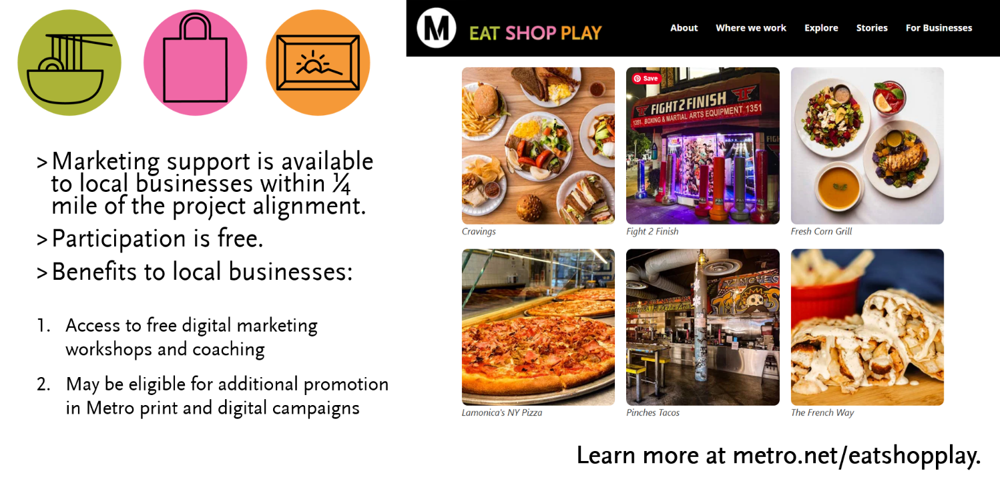 > Marketing support is available
to local businesses within ¼
mile of the project alignment.
> Participation is free.
> Benefits to local businesses:
1. Access to free digital marketing
workshops and coaching
2. May be eligible for additional promotion
in Metro print and digital campaigns
M EAT SHOP PLAY
About Where we work Explore Stories For Businesses
Save
FIGHT 2 FINISH
1351 BOXING & MARTIAL ARTS EQUIPMENT 1351
FIGH
Cravings Fight 2 Finish Fresh Corn Grill
PINCHES
TACOS
Lamonica's NY Pizza Pinches Tacos The French Way
Learn more at metro.net/eatshopplay.